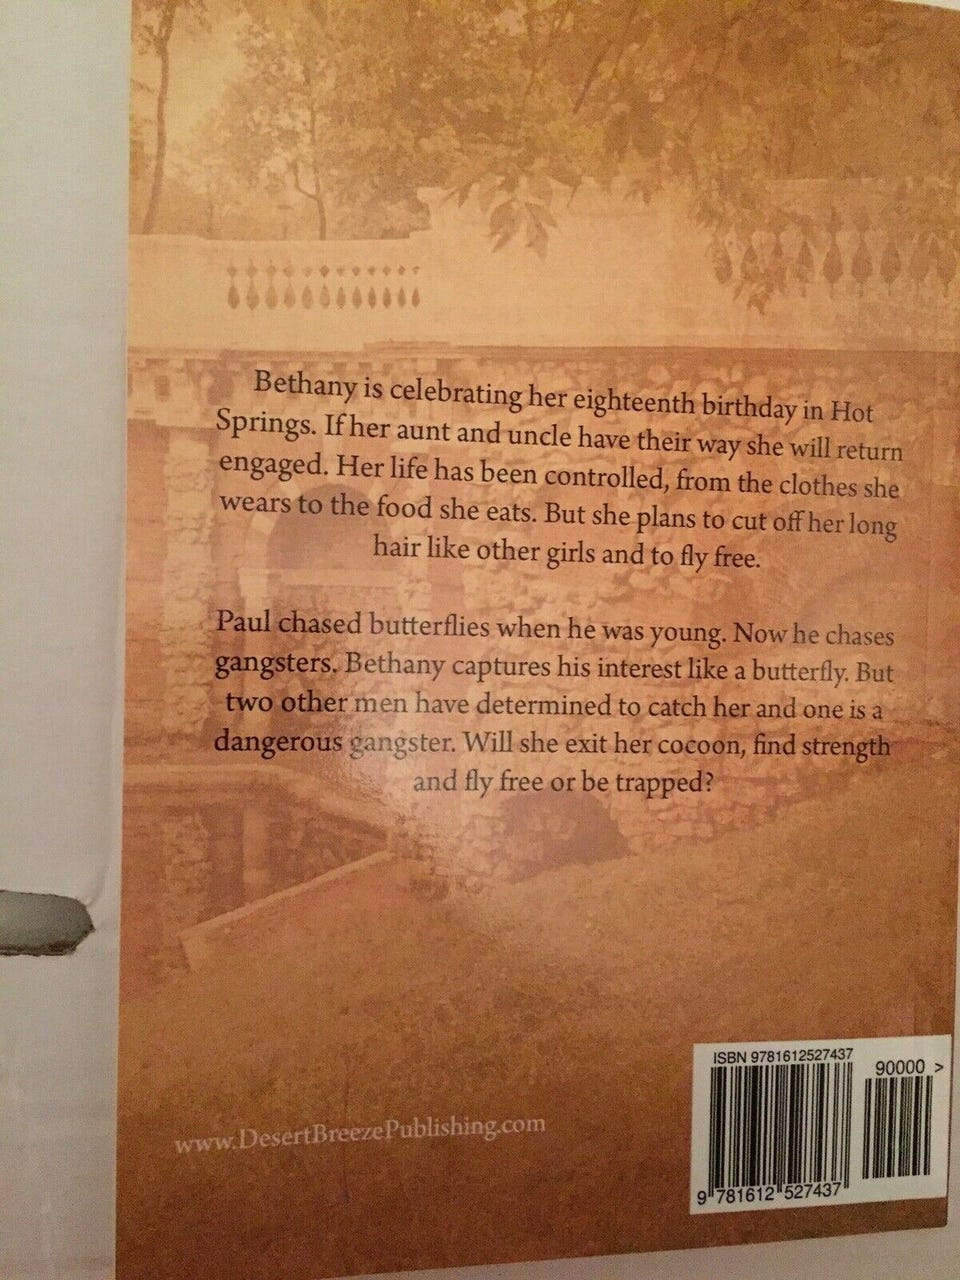 Bethany is celebrating her eighteenth birthday in Hot
Springs. If her aunt and uncle have their way she will return
engaged. Her life has been controlled, from the clothes she
wears to the food she eats. But she plans to cut off her long
hair like other girls and to fly free.
Paul chased butterflies when he was young. Now he chases
gangsters. Bethany captures his interest like a butterfly. But
two other men have determined to catch her and one is a
dangerous gangster. Will she exit her cocoon, find strength
and fly free or be trapped?
ISBN 9781612527437
90000 >
www.DesertBreezePublishing.com
9 781612 527437